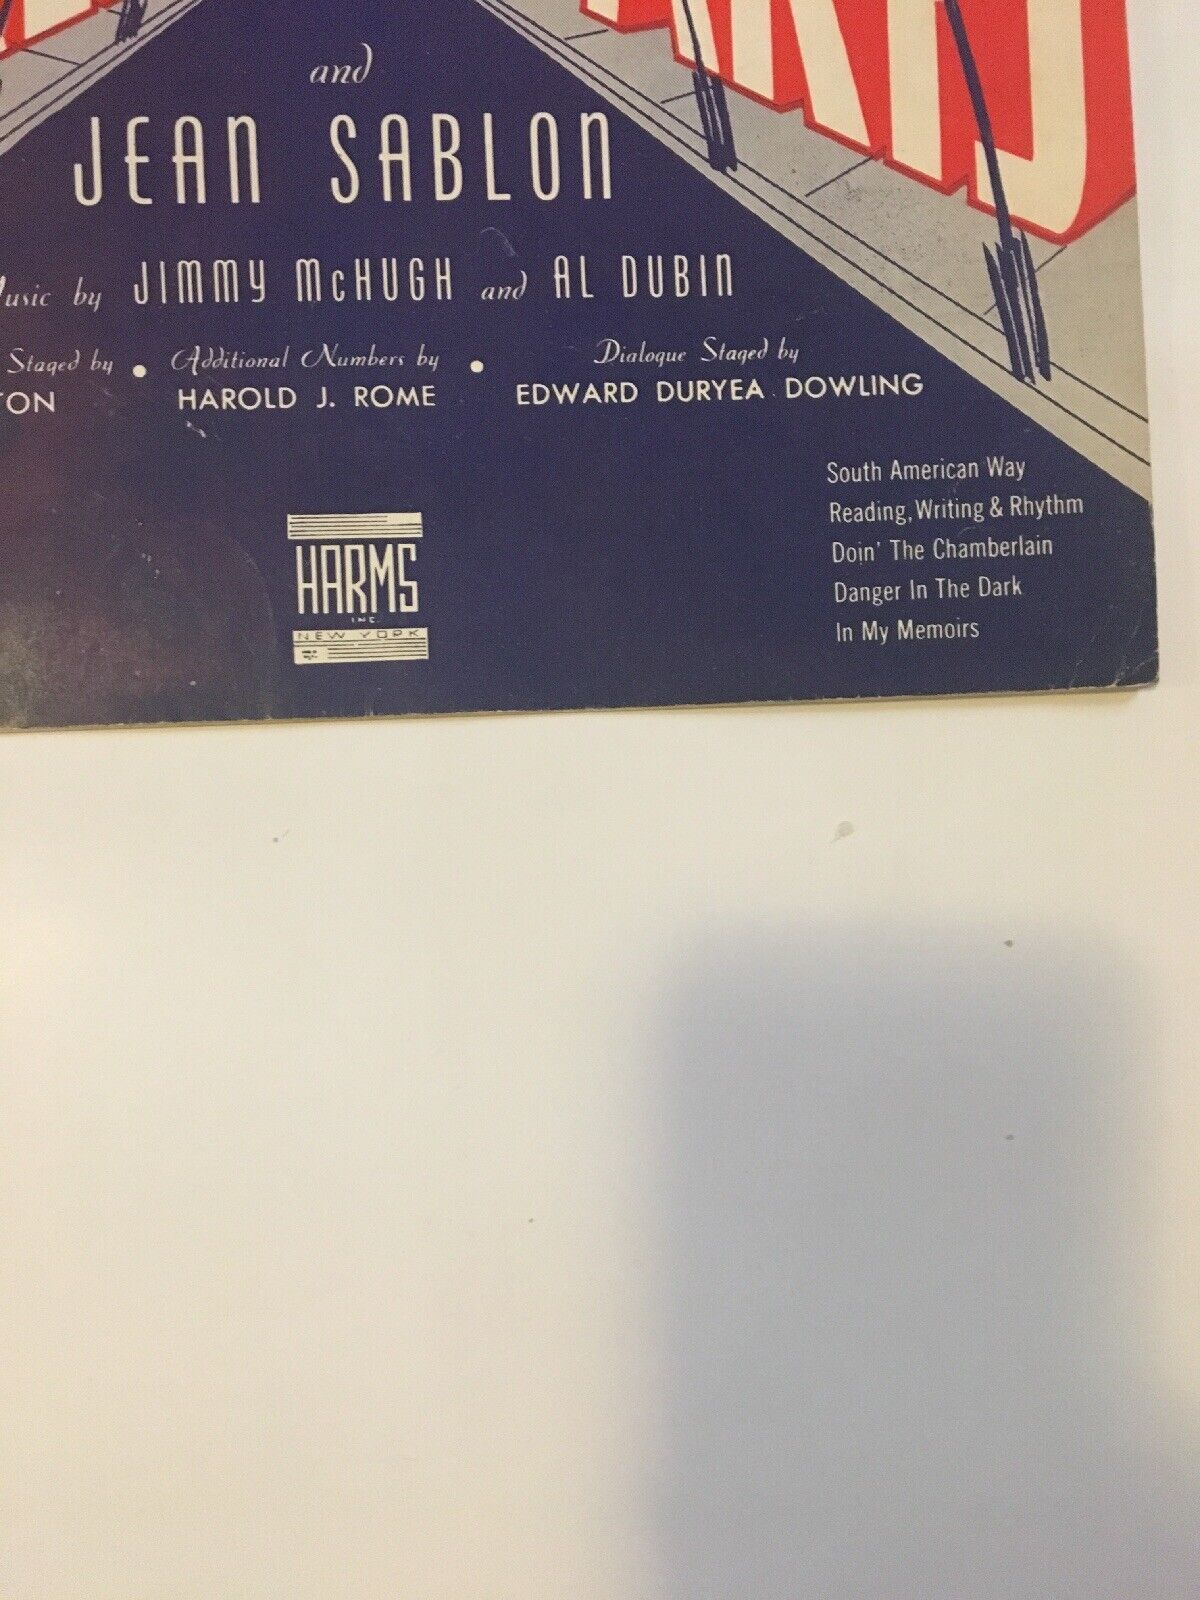 and
JEAN SABLON
Music by JIMMY McHUGH and AL DUBIN
Staged by • Additional Numbers by • Dialogue Staged by
TON HAROLD J. ROME EDWARD DURYEA DOWLING
South American Way
Reading, Writing & Rhythm
Doin' The Chamberlain
Danger In The Dark
In My Memoirs
HARMS
INC.
NEW YORK